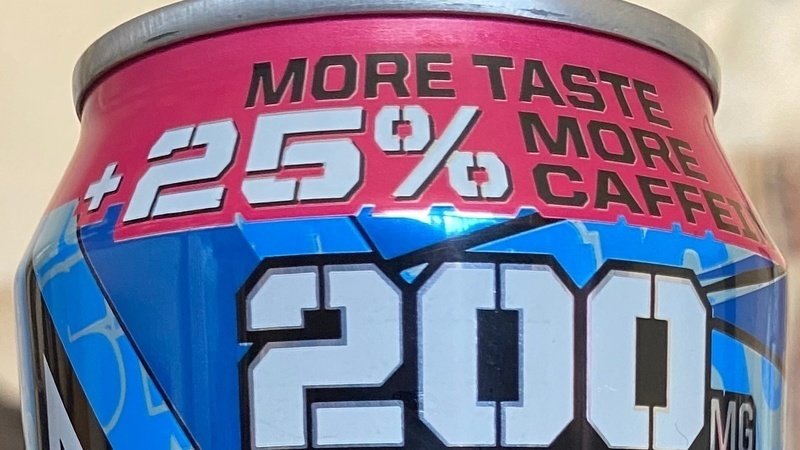 MORE TASTE
+25% MORE
CAFFEI
200
MG